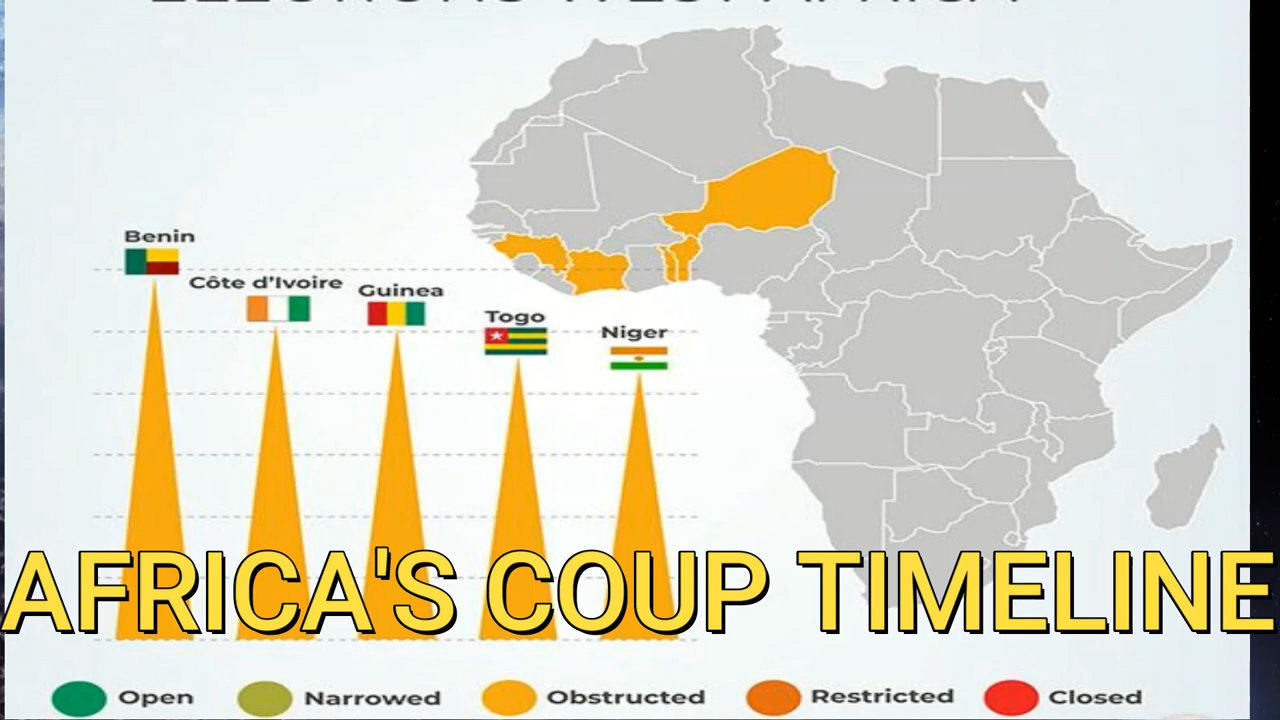 Benin
Côte d'Ivoire
Guinea
Togo
Niger
AFRICA'S COUP TIMELINE
Open
Narrowed
Obstructed
Restricted
Closed